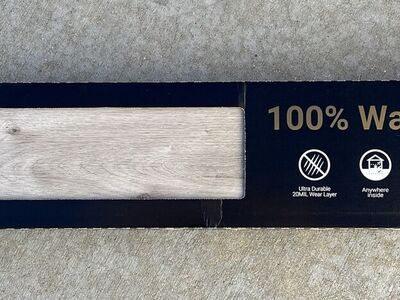 100% Wa
Ultra Durable
20MIL Wear Layer
Anywhere
inside